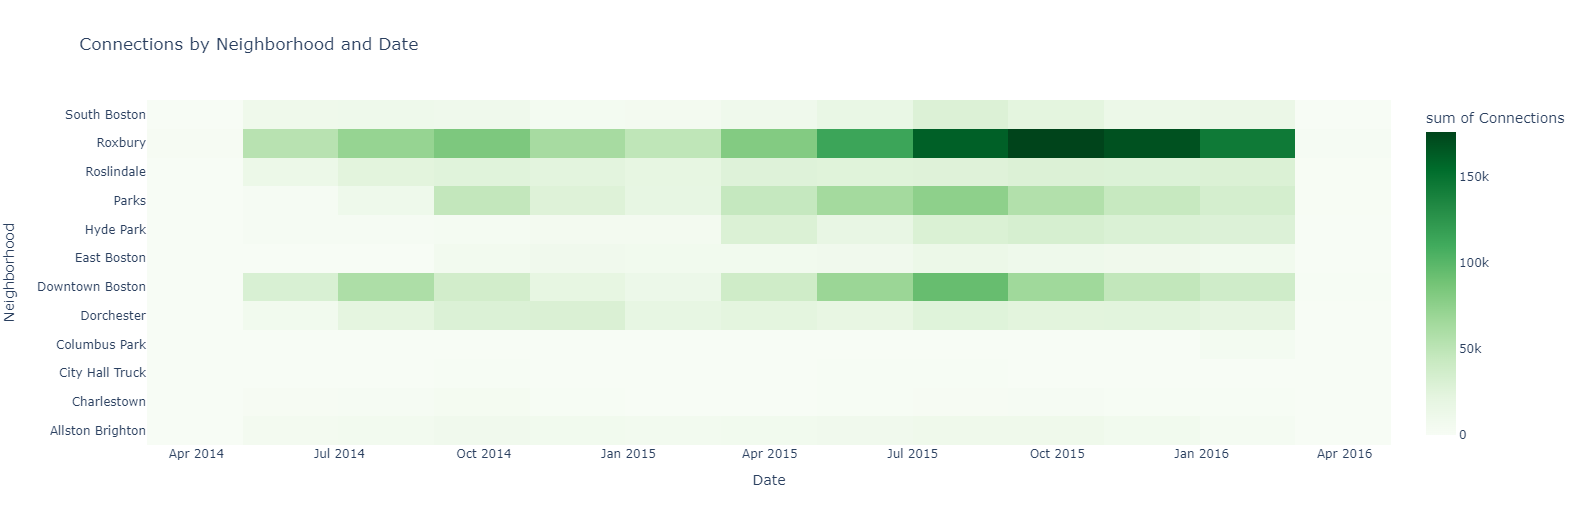 Connections by Neighborhood and Date
South Boston
Roxbury
Roslindale
Parks
Hyde Park
East Boston
Downtown Boston
Dorchester
Columbus Park
City Hall Truck
Charlestown
Allston Brighton
Neighborhood
Apr 2014 Jul 2014 Oct 2014 Jan 2015 Apr 2015 Jul 2015 Oct 2015 Jan 2016 Apr 2016
Date
sum of Connections
150k
100k
50k
0